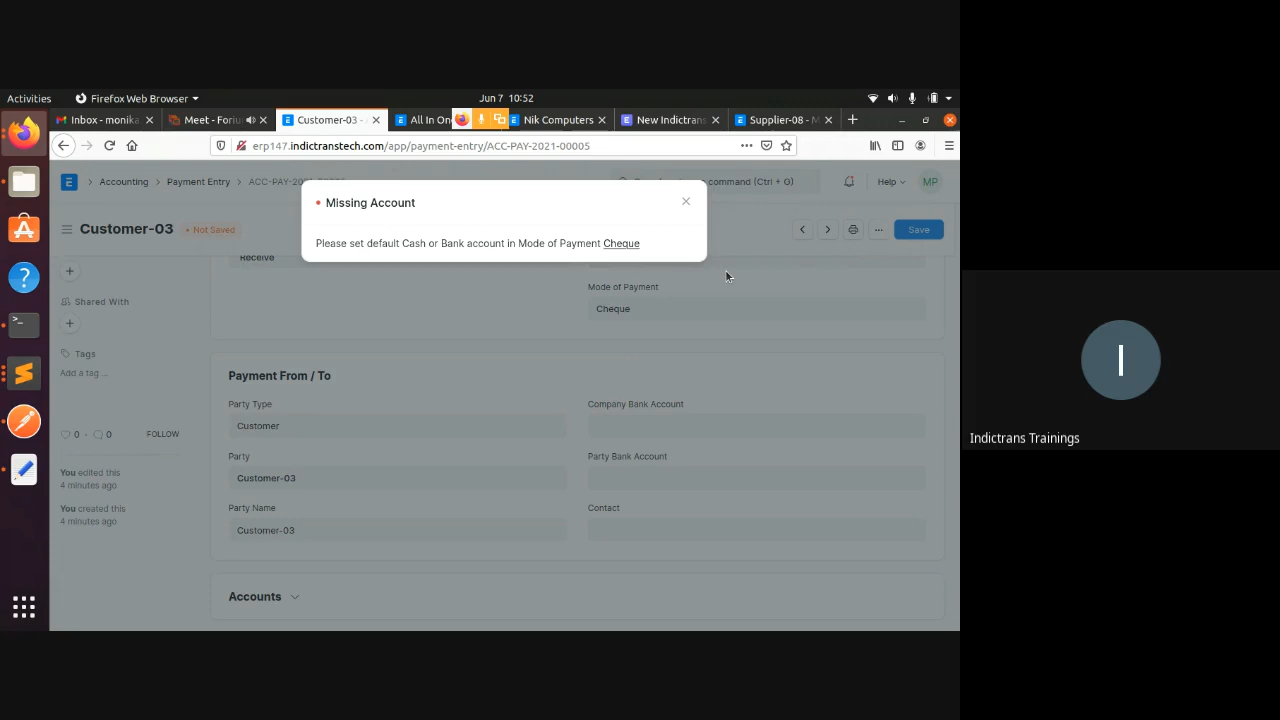 Activities
Firefox Web Browser
Jun 7 10:52
Inbox - monika
Meet - Foriu
Customer-03 -
All In On
Nik Computers
New Indictrans
Supplier-08 - M
erp147.indictranstech.com/app/payment-entry/ACC-PAY-2021-00005
Accounting
Payment Entry
command (Ctrl + G)
Help
MP
Missing Account
Customer-03
Not Saved
Save
Please set default Cash or Bank account in Mode of Payment Cheque
Receive
Shared With
Mode of Payment
Cheque
Tags
Add a tag ...
Payment From / To
Party Type
Company Bank Account
Customer
0 · 0 FOLLOW
Party
Party Bank Account
You edited this
4 minutes ago
Customer-03
You created this
4 minutes ago
Party Name
Contact
Customer-03
Accounts
I
Indictrans Trainings